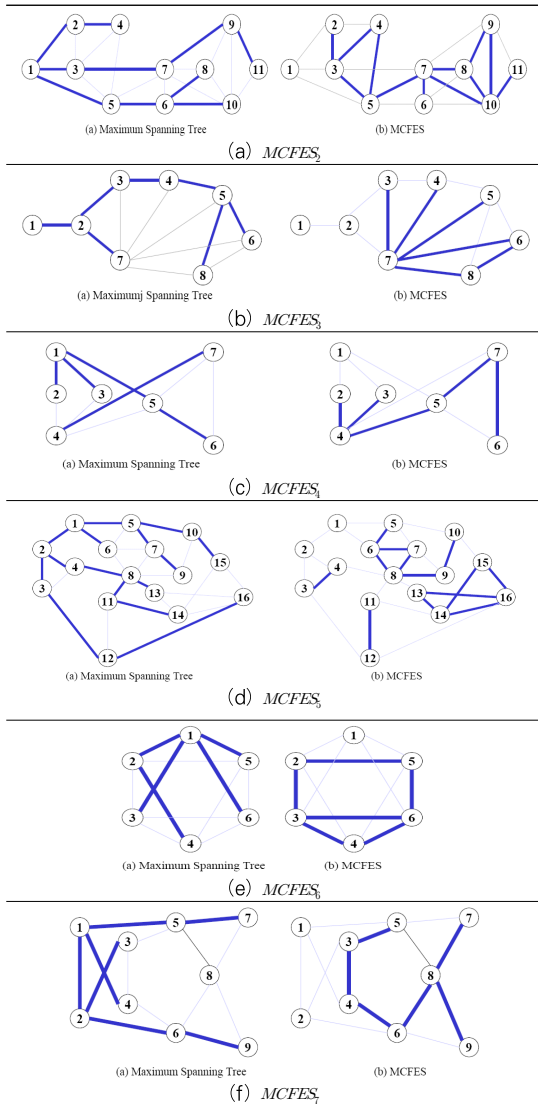 2 4 9
1 3 7 8 11
5 6 10
(a) Maximum Spanning Tree
2 4 9
1 3 7 8 11
5 6 10
(b) MCFES
(a) MCFES₂
3 4
5
1 2
6
7
8
(a) Maximumj Spanning Tree
3 4
5
1 2
6
7
8
(b) MCFES
(b) MCFES₃
1 7
2 3
5
4 6
(a) Maximum Spanning Tree
1 7
2 3
5
4 6
(b) MCFES
(c) MCFES₄
1 5
10
2 6 7
15
4 8 9
3 13
11 16
14
12
(a) Maximum Spanning Tree
1 5
10
2 6 7
15
4 8 9
3 13
11 16
14
12
(b) MCFES
(d) MCFES₅
1
2 5
3 6
4
(a) Maximum Spanning Tree
1
2 5
3 6
4
(b) MCFES
(e) MCFES₆
1 5 7
3
8
4
2 6
9
(a) Maximum Spanning Tree
1 5 7
3
8
4
2 6
9
(b) MCFES
(f) MCFES₇